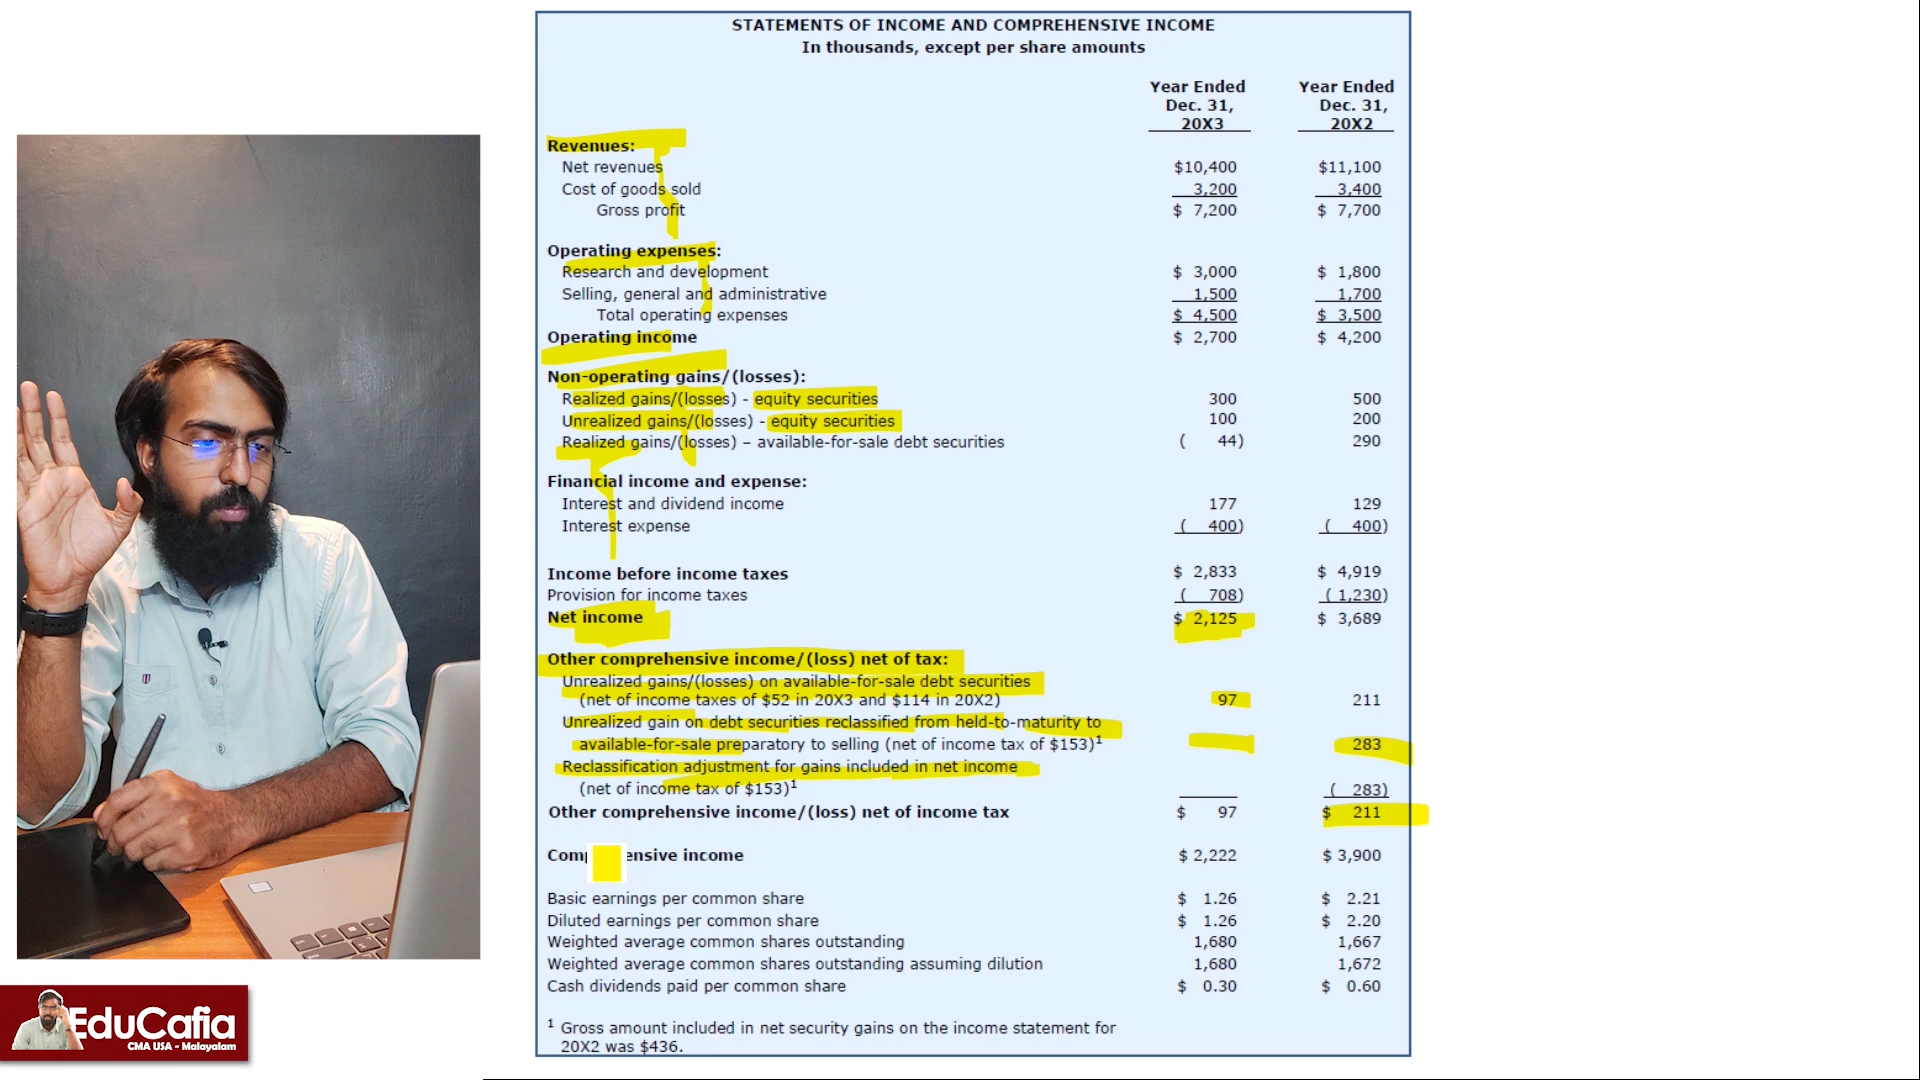 STATEMENTS OF INCOME AND COMPREHENSIVE INCOME
In thousands, except per share amounts
Year Ended Dec. 31, 20X3 Year Ended Dec. 31, 20X2
Revenues:
Net revenues $10,400 $11,100
Cost of goods sold 3,200 3,400
Gross profit $ 7,200 $ 7,700
Operating expenses:
Research and development $ 3,000 $ 1,800
Selling, general and administrative 1,500 1,700
Total operating expenses $ 4,500 $ 3,500
Operating income $ 2,700 $ 4,200
Non-operating gains/(losses):
Realized gains/(losses) - equity securities 300 500
Unrealized gains/(losses) - equity securities 100 200
Realized gains/(losses) – available-for-sale debt securities ( 44) 290
Financial income and expense:
Interest and dividend income 177 129
Interest expense ( 400) ( 400)
Income before income taxes $ 2,833 $ 4,919
Provision for income taxes ( 708) ( 1,230)
Net income $ 2,125 $ 3,689
Other comprehensive income/(loss) net of tax:
Unrealized gains/(losses) on available-for-sale debt securities
(net of income taxes of $52 in 20X3 and $114 in 20X2) 97 211
Unrealized gain on debt securities reclassified from held-to-maturity to
available-for-sale preparatory to selling (net of income tax of $153)¹ 283
Reclassification adjustment for gains included in net income
(net of income tax of $153)¹ ( 283)
Other comprehensive income/(loss) net of income tax $ 97 $ 211
Com ensive income $ 2,222 $ 3,900
Basic earnings per common share $ 1.26 $ 2.21
Diluted earnings per common share $ 1.26 $ 2.20
Weighted average common shares outstanding 1,680 1,667
Weighted average common shares outstanding assuming dilution 1,680 1,672
Cash dividends paid per common share $ 0.30 $ 0.60
¹ Gross amount included in net security gains on the income statement for
20X2 was $436.
EduCafia
CMA USA - Malayalam